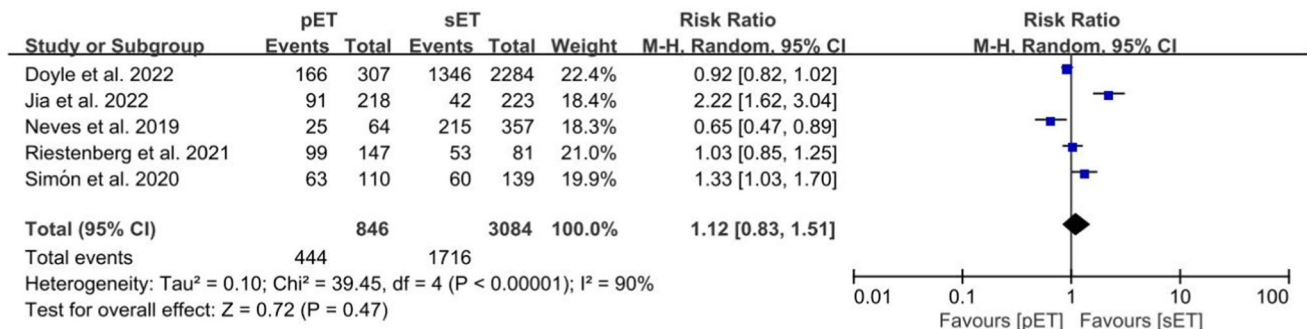 pET sET Risk Ratio Risk Ratio
Study or Subgroup Events Total Events Total Weight M-H, Random, 95% CI M-H, Random, 95% CI
Doyle et al. 2022 166 307 1346 2284 22.4% 0.92 [0.82, 1.02]
Jia et al. 2022 91 218 42 223 18.4% 2.22 [1.62, 3.04]
Neves et al. 2019 25 64 215 357 18.3% 0.65 [0.47, 0.89]
Riestenberg et al. 2021 99 147 53 81 21.0% 1.03 [0.85, 1.25]
Simón et al. 2020 63 110 60 139 19.9% 1.33 [1.03, 1.70]
Total (95% CI) 846 3084 100.0% 1.12 [0.83, 1.51]
Total events 444 1716
Heterogeneity: Tau² = 0.10; Chi² = 39.45, df = 4 (P < 0.00001); I² = 90%
Test for overall effect: Z = 0.72 (P = 0.47)
0.01 0.1 1 10 100
Favours [pET] Favours [sET]